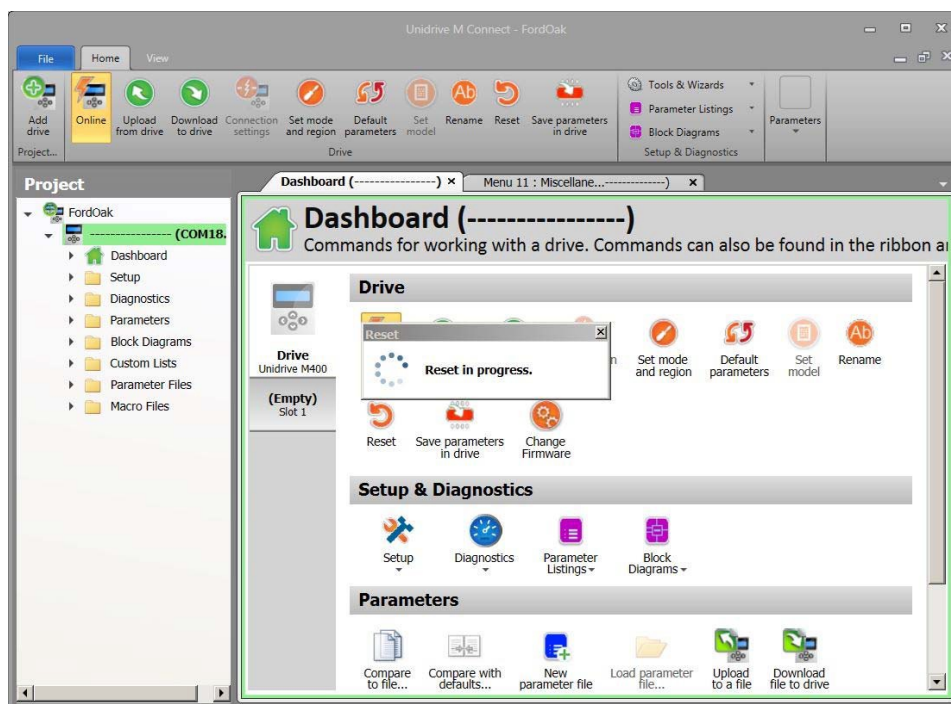 Unidrive M Connect - FordOak
File
Home
View
Add drive
Online
Upload from drive
Download to drive
Connection settings
Set mode and region
Default parameters
Set model
Rename
Reset
Save parameters in drive
Tools & Wizards
Parameter Listings
Block Diagrams
Parameters
Project...
Drive
Setup & Diagnostics
Project
Dashboard (----------------) ×
Menu 11 : Miscellane...-------------) x
FordOak
---------------- (COM18.
Dashboard
Setup
Diagnostics
Parameters
Block Diagrams
Custom Lists
Parameter Files
Macro Files
Dashboard (----------------)
Commands for working with a drive. Commands can also be found in the ribbon a
Drive
Unidrive M400
(Empty)
Slot 1
Drive
Reset
Reset in progress.
n
Set mode and region
Default parameters
Set model
Rename
Reset
Save parameters in drive
Change Firmware
Setup & Diagnostics
Setup
Diagnostics
Parameter Listings
Block Diagrams
Parameters
Compare to file...
Compare with defaults...
New parameter file
Load parameter file...
Upload to a file
Download file to drive